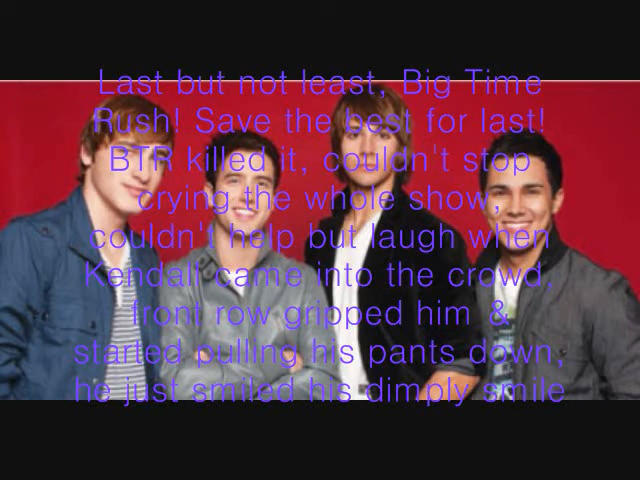 Last but not least, Big Time
Rush! Save the best for last!
BTR killed it, couldn't stop
crying the whole show,
couldn't help but laugh when
Kendall came into the crowd,
front row gripped him &
started pulling his pants down,
he just smiled his dimply smile